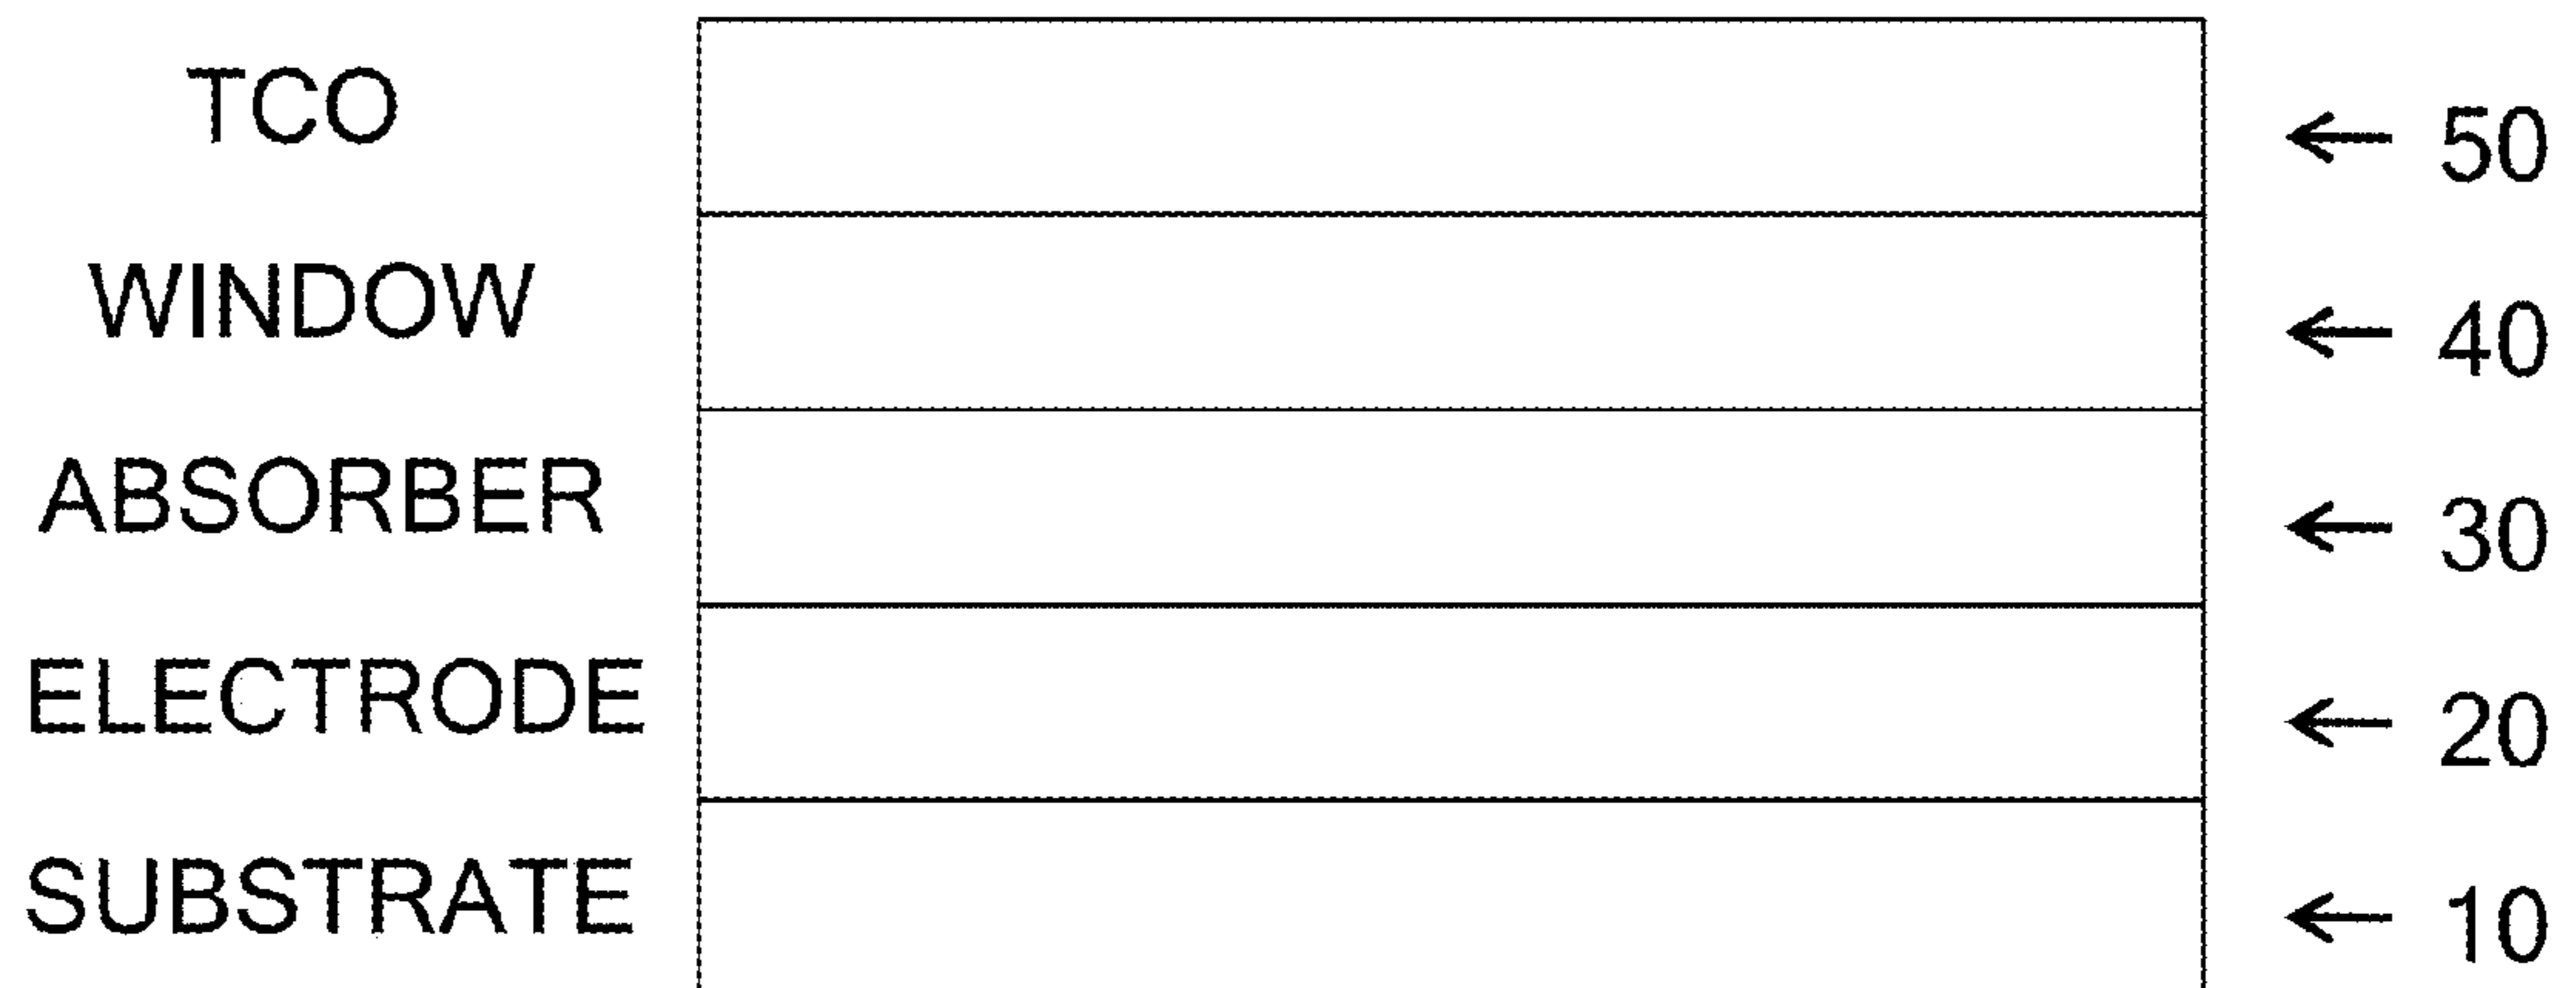 TCO ← 50
WINDOW ← 40
ABSORBER ← 30
ELECTRODE ← 20
SUBSTRATE ← 10